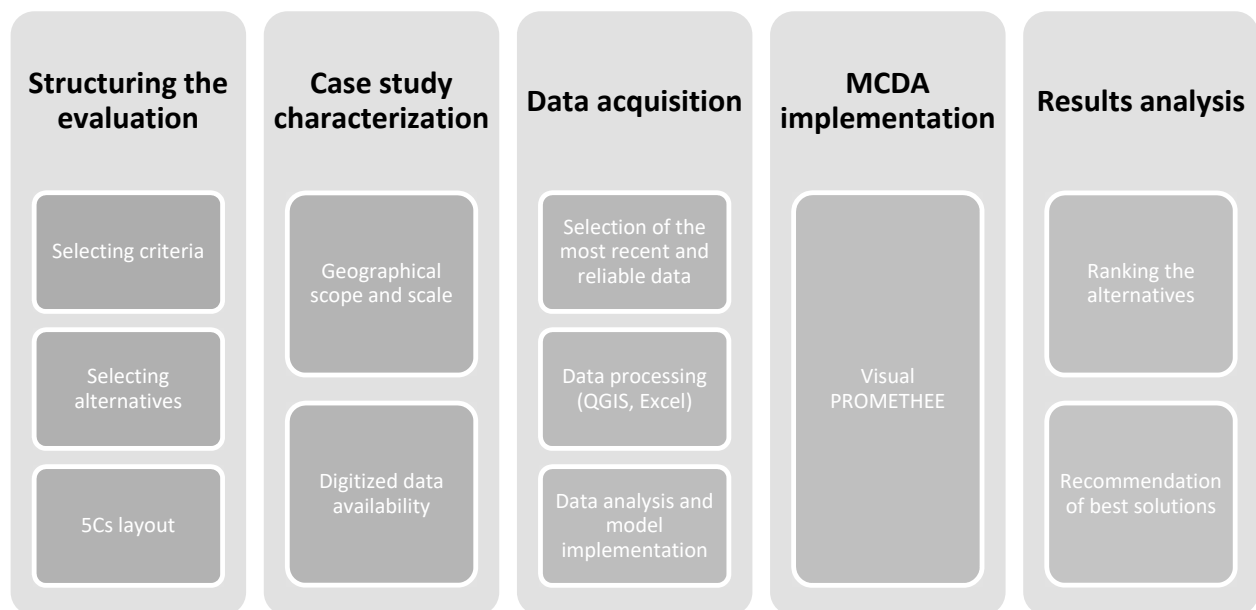 Structuring the
evaluation
Selecting criteria
Selecting
alternatives
5Cs layout
Case study
characterization
Geographical
scope and scale
Digitized data
availability
Data acquisition
Selection of the
most recent and
reliable data
Data processing
(QGIS, Excel)
Data analysis and
model
implementation
MCDA
implementation
Visual
PROMETHEE
Results analysis
Ranking the
alternatives
Recommendation
of best solutions